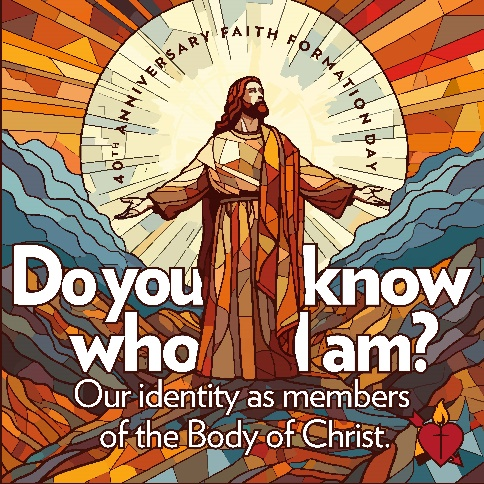 40TH ANNIVERSARY FAITH FORMATION DAY
Do you know
who I am?
Our identity as members
of the Body of Christ.